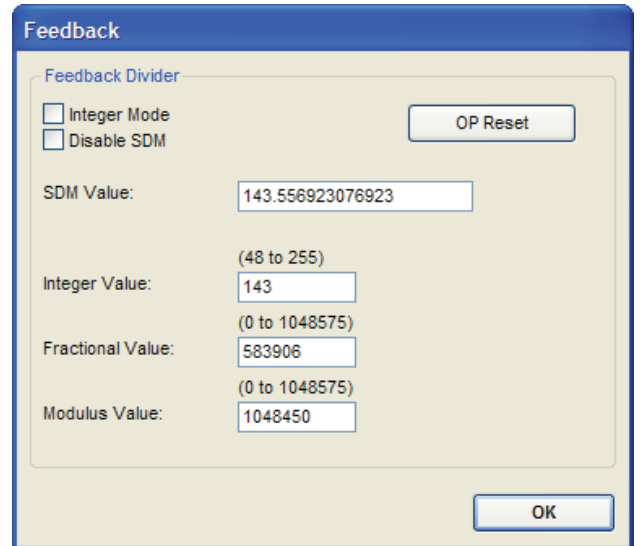 Feedback
Feedback Divider
Integer Mode
OP Reset
Disable SDM
SDM Value: 143.556923076923
(48 to 255)
Integer Value: 143
(0 to 1048575)
Fractional Value: 583906
(0 to 1048575)
Modulus Value: 1048450
OK